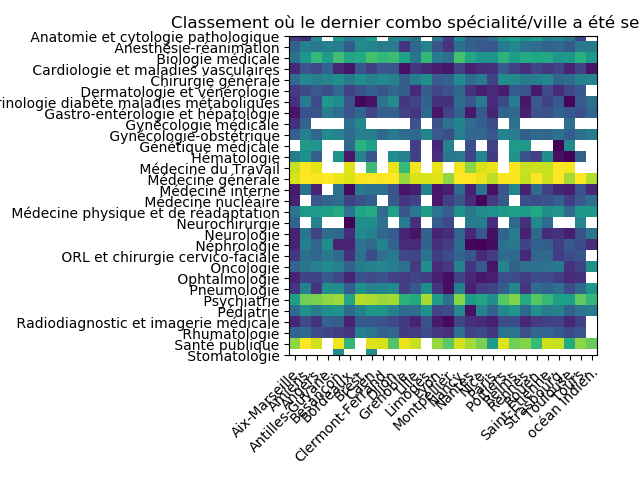 Classement où le dernier combo spécialité/ville a été se
Anatomie et cytologie pathologique
Anesthésie-réanimation
Biologie médicale
Cardiologie et maladies vasculaires
Chirurgie générale
Dermatologie et vénérologie
rinologie diabète maladies métaboliques
Gastro-entérologie et hépatologie
Gynécologie médicale
Gynécologie-obstétrique
Génétique médicale
Hématologie
Médecine du Travail
Médecine générale
Médecine interne
Médecine nucléaire
Médecine physique et de réadaptation
Neurochirurgie
Neurologie
Néphrologie
ORL et chirurgie cervico-faciale
Oncologie
Ophtalmologie
Pneumologie
Psychiatrie
Pédiatrie
Radiodiagnostic et imagerie médicale
Rhumatologie
Santé publique
Stomatologie
Aix-Marseille
Amiens
Angers
Antilles-Guyane
Besançon
Bordeaux
Brest
Caen
Clermont-Ferrand
Dijon
Grenoble
Lille
Limoges
Lyon
Montpellier
Nancy
Nantes
Nice
Paris
Poitiers
Reims
Rennes
Rouen
Saint-Etienne
Strasbourg
Toulouse
Tours
océan Indien.